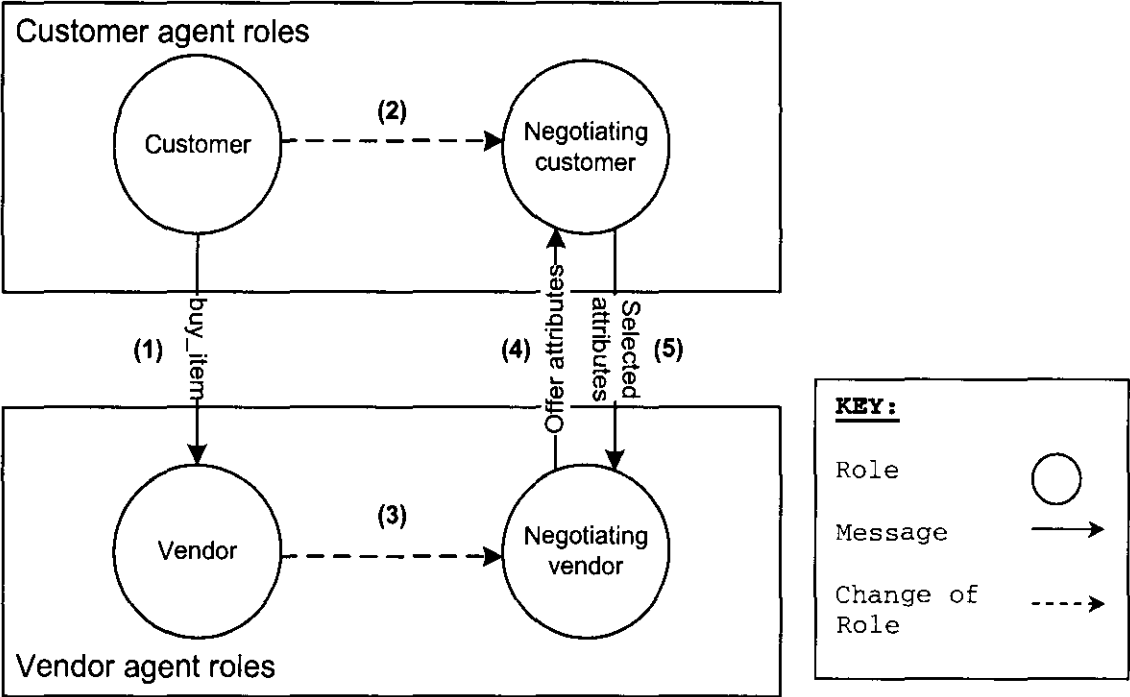 Customer agent roles
Customer
(2)
Negotiating
customer
(1)
buy_item
(4)
Offer attributes
Selected
attributes
(5)
Vendor
(3)
Negotiating
vendor
Vendor agent roles
KEY:
Role
Message
Change of
Role